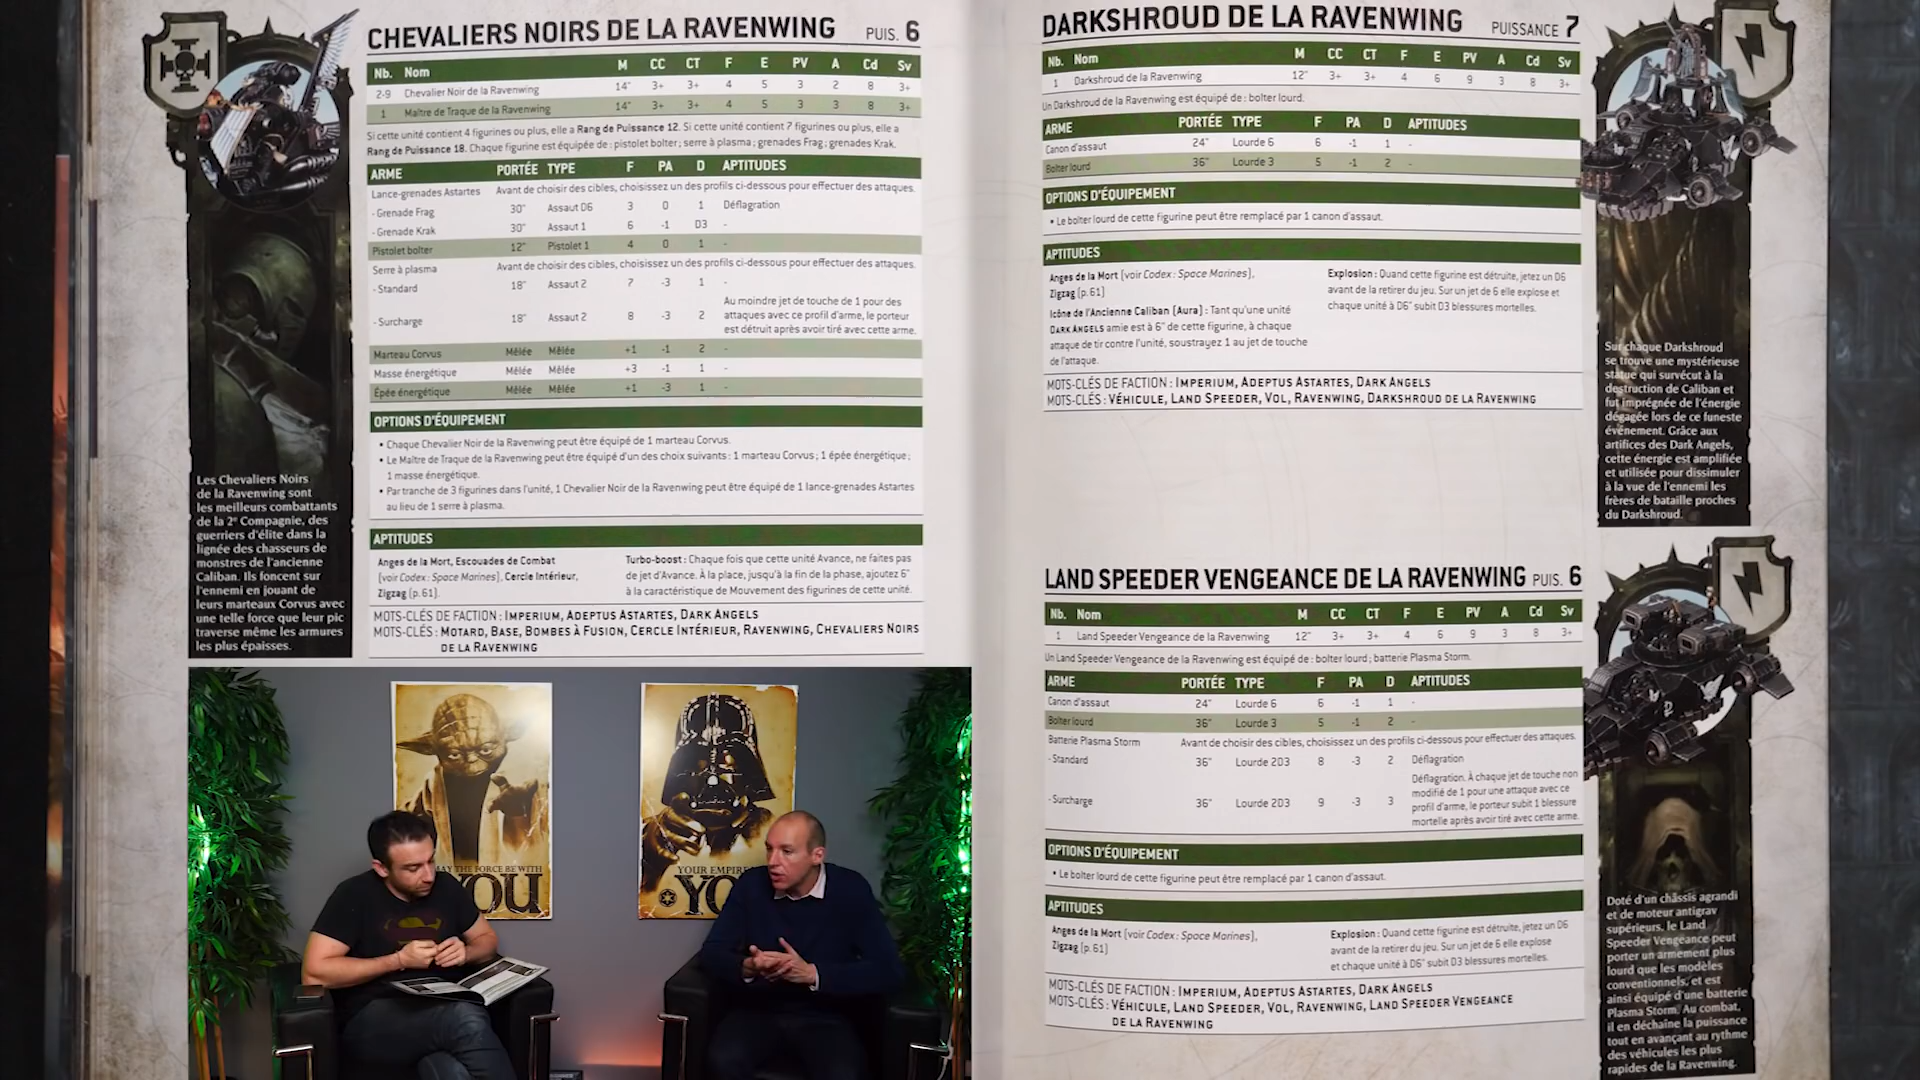 CHEVALIERS NOIRS DE LA RAVENWING PUIS. 6
Nb. Nom M CC CT F E PV A Cd Sv
2-9 Chevalier Noir de la Ravenwing 14" 3+ 3+ 4 5 3 2 8 3+
1 Maître de Traque de la Ravenwing 14" 3+ 3+ 4 5 3 3 8 3+
Si cette unité contient 4 figurines ou plus, elle a Rang de Puissance 12. Si cette unité contient 7 figurines ou plus, elle a
Rang de Puissance 18. Chaque figurine est équipée de : pistolet bolter ; serre à plasma ; grenades Frag ; grenades Krak.
ARME PORTÉE TYPE F PA D APTITUDES
Lance-grenades Astartes Avant de choisir des cibles, choisissez un des profils ci-dessous pour effectuer des attaques.
- Grenade Frag 30" Assaut D6 3 0 1 Déflagration
- Grenade Krak 30" Assaut 1 6 -1 D3 -
Pistolet bolter 12" Pistolet 1 4 0 1 -
Serre à plasma Avant de choisir des cibles, choisissez un des profils ci-dessous pour effectuer des attaques.
- Standard 18" Assaut 2 7 -3 1 -
- Surcharge 18" Assaut 2 8 -3 2 Au moindre jet de touche de 1 pour des
attaques avec ce profil d'arme, le porteur
est détruit après avoir tiré avec cette arme.
Marteau Corvus Mêlée Mêlée +1 -1 2 -
Masse énergétique Mêlée Mêlée +3 -1 1 -
Épée énergétique Mêlée Mêlée +1 -3 1 -
OPTIONS D'ÉQUIPEMENT
• Chaque Chevalier Noir de la Ravenwing peut être équipé de 1 marteau Corvus.
• Le Maître de Traque de la Ravenwing peut être équipé d'un des choix suivants : 1 marteau Corvus ; 1 épée énergétique ;
1 masse énergétique.
• Par tranche de 3 figurines dans l'unité, 1 Chevalier Noir de la Ravenwing peut être équipé de 1 lance-grenades Astartes
au lieu de 1 serre à plasma.
APTITUDES
Anges de la Mort, Escouades de Combat
(voir Codex : Space Marines), Cercle Intérieur,
Zigzag (p. 61).
Turbo-boost : Chaque fois que cette unité Avance, ne faites pas
de jet d'Avance. À la place, jusqu'à la fin de la phase, ajoutez 6"
à la caractéristique de Mouvement des figurines de cette unité.
MOTS-CLÉS DE FACTION : IMPERIUM, ADEPTUS ASTARTES, DARK ANGELS
MOTS-CLÉS : MOTARD, BASE, BOMBES À FUSION, CERCLE INTÉRIEUR, RAVENWING, CHEVALIERS NOIRS
DE LA RAVENWING
Les Chevaliers Noirs
de la Ravenwing sont
les meilleurs combattants
de la 2e Compagnie, des
guerriers d'élite dans la
lignée des chasseurs de
monstres de l'ancienne
Caliban. Ils foncent sur
l'ennemi en jouant de
leurs marteaux Corvus avec
une telle force que leur pic
traverse même les armures
les plus épaisses.
MAY THE FORCE BE WITH
YOU
YOUR EMPIRE
YO
DARKSHROUD DE LA RAVENWING PUISSANCE 7
Nb. Nom M CC CT F E PV A Cd Sv
1 Darkshroud de la Ravenwing 12" 3+ 3+ 4 6 9 3 8 3+
Un Darkshroud de la Ravenwing est équipé de : bolter lourd.
ARME PORTÉE TYPE F PA D APTITUDES
Canon d'assaut 24" Lourde 6 6 -1 1 -
Bolter lourd 36" Lourde 3 5 -1 2 -
OPTIONS D'ÉQUIPEMENT
• Le bolter lourd de cette figurine peut être remplacé par 1 canon d'assaut.
APTITUDES
Anges de la Mort (voir Codex : Space Marines),
Zigzag (p. 61)
Icône de l'Ancienne Caliban (Aura) : Tant qu'une unité
DARK ANGELS amie est à 6" de cette figurine, à chaque
attaque de tir contre l'unité, soustrayez 1 au jet de touche
de l'attaque.
Explosion : Quand cette figurine est détruite, jetez un D6
avant de la retirer du jeu. Sur un jet de 6 elle explose et
chaque unité à D6" subit D3 blessures mortelles.
MOTS-CLÉS DE FACTION : IMPERIUM, ADEPTUS ASTARTES, DARK ANGELS
MOTS-CLÉS : VÉHICULE, LAND SPEEDER, VOL, RAVENWING, DARKSHROUD DE LA RAVENWING
Sur chaque Darkshroud
se trouve une mystérieuse
statue qui survécut à la
destruction de Caliban et
fut imprégnée de l'énergie
dégagée lors de ce funeste
événement. Grâce aux
artifices des Dark Angels,
cette énergie est amplifiée
et utilisée pour dissimuler
à la vue de l'ennemi les
frères de bataille proches
du Darkshroud.
LAND SPEEDER VENGEANCE DE LA RAVENWING PUIS. 6
Nb. Nom M CC CT F E PV A Cd Sv
1 Land Speeder Vengeance de la Ravenwing 12" 3+ 3+ 4 6 9 3 8 3+
Un Land Speeder Vengeance de la Ravenwing est équipé de : bolter lourd ; batterie Plasma Storm.
ARME PORTÉE TYPE F PA D APTITUDES
Canon d'assaut 24" Lourde 6 6 -1 1 -
Bolter lourd 36" Lourde 3 5 -1 2 -
Batterie Plasma Storm Avant de choisir des cibles, choisissez un des profils ci-dessous pour effectuer des attaques.
- Standard 36" Lourde 2D3 8 -3 2 Déflagration
- Surcharge 36" Lourde 2D3 9 -3 3 Déflagration. À chaque jet de touche non
modifié de 1 pour une attaque avec ce
profil d'arme, le porteur subit 1 blessure
mortelle après avoir tiré avec cette arme.
OPTIONS D'ÉQUIPEMENT
• Le bolter lourd de cette figurine peut être remplacé par 1 canon d'assaut.
APTITUDES
Anges de la Mort (voir Codex : Space Marines),
Zigzag (p. 61)
Explosion : Quand cette figurine est détruite, jetez un D6
avant de la retirer du jeu. Sur un jet de 6 elle explose
et chaque unité à D6" subit D3 blessures mortelles.
MOTS-CLÉS DE FACTION : IMPERIUM, ADEPTUS ASTARTES, DARK ANGELS
MOTS-CLÉS : VÉHICULE, LAND SPEEDER, VOL, RAVENWING, LAND SPEEDER VENGEANCE
DE LA RAVENWING
Doté d'un châssis agrandi
et de moteur antigrav
supérieurs, le Land
Speeder Vengeance peut
porter un armement plus
lourd que les modèles
conventionnels, et est
ainsi équipé d'une batterie
Plasma Storm. Au combat,
il en déchaîne la puissance
tout en avançant au rythme
des véhicules les plus
rapides de la Ravenwing.